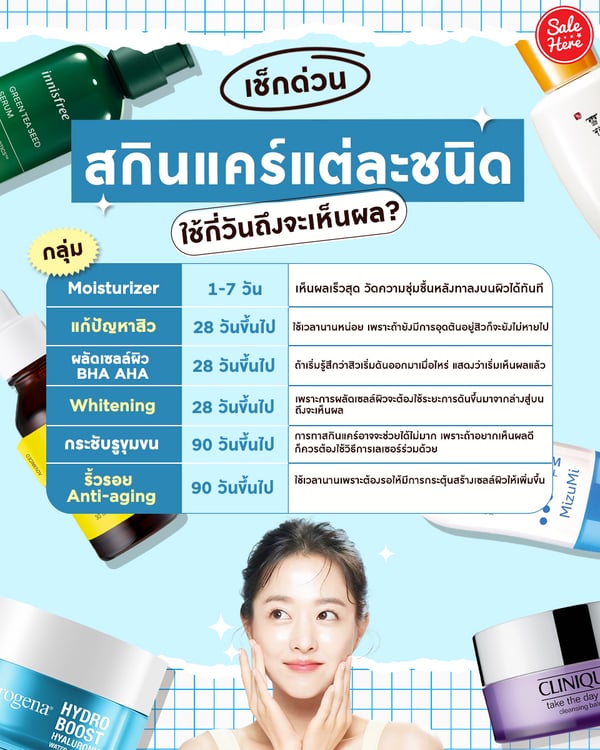 Sale
Here
innisfree
GREEN TEA SEED
SERUM
เช็กด่วน
สกินแคร์แต่ละชนิด
ใช้กี่วันถึงจะเห็นผล?
กลุ่ม
Moisturizer
1-7 วัน
เห็นผลเร็วสุด วัดความชุ่มชื้นหลังทาลงบนผิวได้ทันที
แก้ปัญหาสิว
28 วันขึ้นไป
ใช้เวลานานหน่อย เพราะถ้ายังมีการอุดตันอยู่สิวก็จะยังไม่หายไป
ผลัดเซลล์ผิว
BHA AHA
28 วันขึ้นไป
ถ้าเริ่มรู้สึกว่าสิวเริ่มดันออกมาเมื่อไหร่ แสดงว่าเริ่มเห็นผลแล้ว
Whitening
28 วันขึ้นไป
เพราะการผลัดเซลล์ผิวจะต้องใช้ระยะการดันขึ้นมาจากล่างสู่บน
ถึงจะเห็นผล
กระชับรูขุมขน
90 วันขึ้นไป
การทาสกินแคร์อาจจะช่วยได้ไม่มาก เพราะถ้าอยากเห็นผลดี
ก็ควรต้องใช้วิธีการเลเซอร์ร่วมด้วย
ริ้วรอย
Anti-aging
90 วันขึ้นไป
ใช้เวลานานเพราะต้องรอให้มีการกระตุ้นสร้างเซลล์ผิวให้เพิ่มขึ้น
ADVANCED
MizuMi
rogena
HYDRO
BOOST
HYALURONIC
CLINIQUE
take the day
cleansing balm